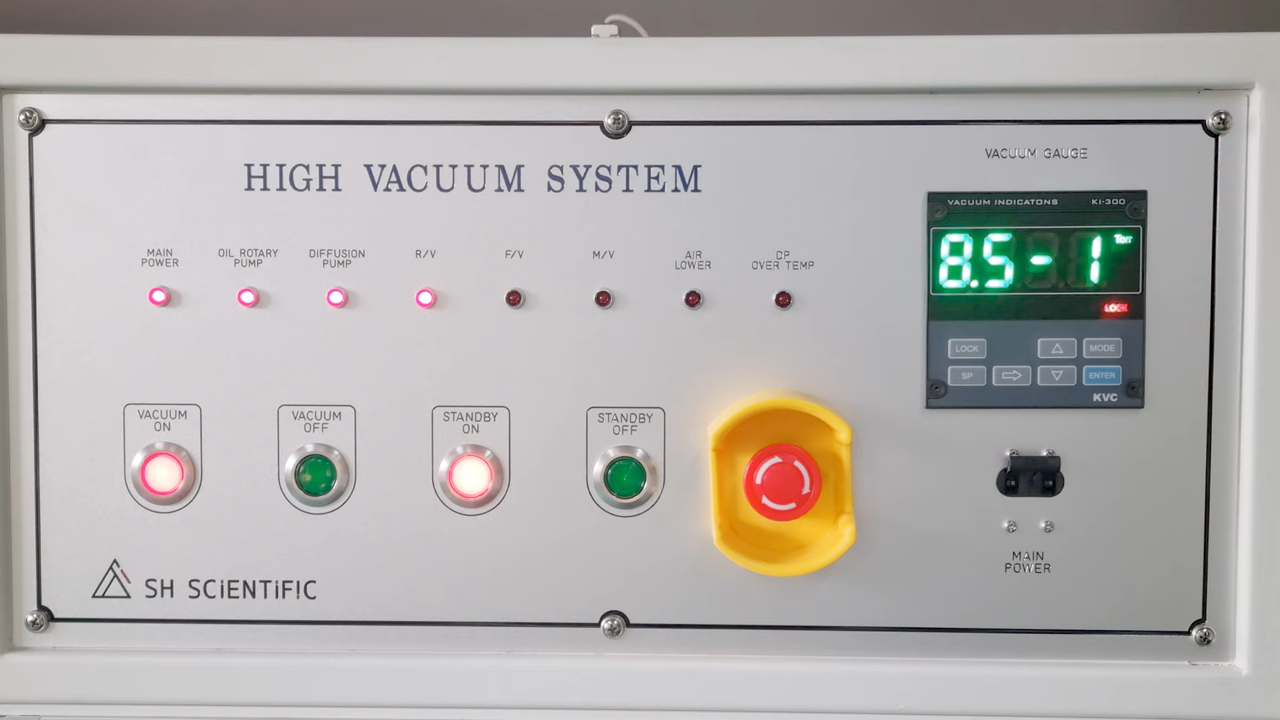 HIGH VACUUM SYSTEM
VACUUM GAUGE
VACUUM INDICATONS KI-300
8.5-1 Torr
LOCK
LOCK △ MODE
SP ⇨ ▽ ENTER
KVC
MAIN
POWER
OIL ROTARY
PUMP
DIFFUSION
PUMP
R/V
F/V
M/V
AIR
LOWER
DP
OVER TEMP
VACUUM
ON
VACUUM
OFF
STANDBY
ON
STANDBY
OFF
MAIN
POWER
SH SCiENTiFiC